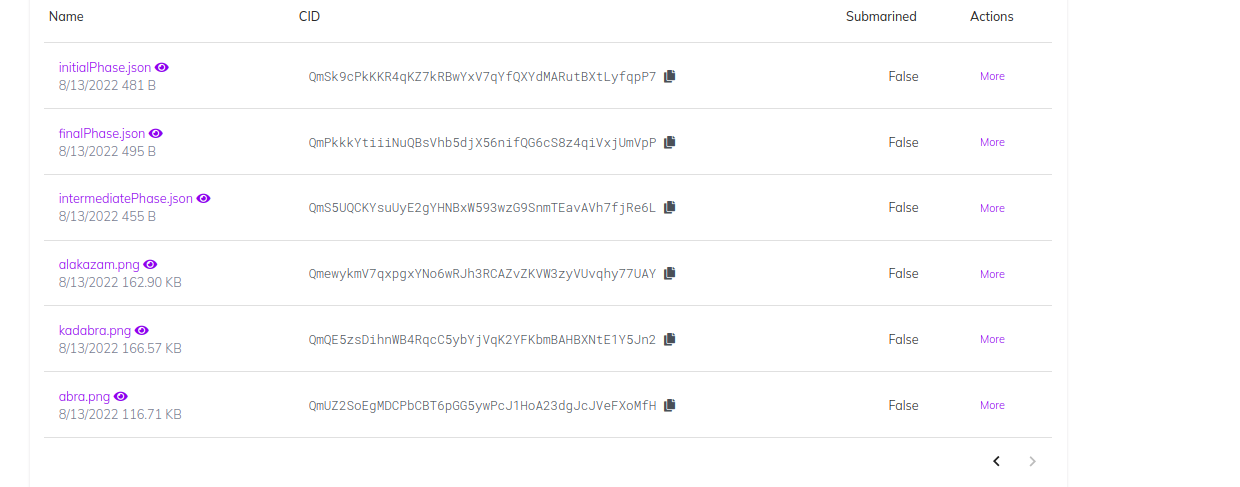 Name CID Submarined Actions
initialPhase.json
QmSk9cPkKKR4qKZ7kRBwYxV7qYfQXYdMARutBXtLyfqpP7 False More
8/13/2022 481 B
finalPhase.json
QmPkkkYtiiiNuQBsVhb5djX56nifQG6cS8z4qiVxjUmVpP False More
8/13/2022 495 B
intermediatePhase.json
QmS5UQCKYsuUyE2gYHNBxW593wzG9SnmTEavAVh7fjRe6L False More
8/13/2022 455 B
alakazam.png
QmewykmV7qxpgxYNo6wRJh3RCAZvZKVW3zyVUvqhy77UAY False More
8/13/2022 162.90 KB
kadabra.png
QmQE5zsDihnWB4RqcC5ybYjVqK2YFKbmBAHBXNtE1Y5Jn2 False More
8/13/2022 166.57 KB
abra.png
QmUZ2SoEgMDCPbCBT6pGG5ywPcJ1HoA23dgJcJVeFXoMfH False More
8/13/2022 116.71 KB